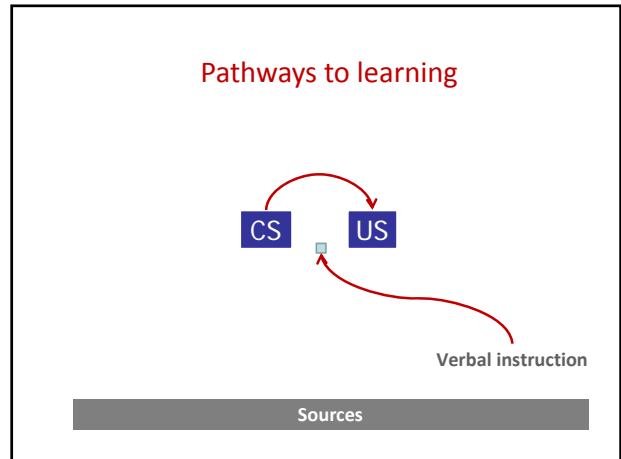 Pathways to learning
CS US
Verbal instruction
Sources